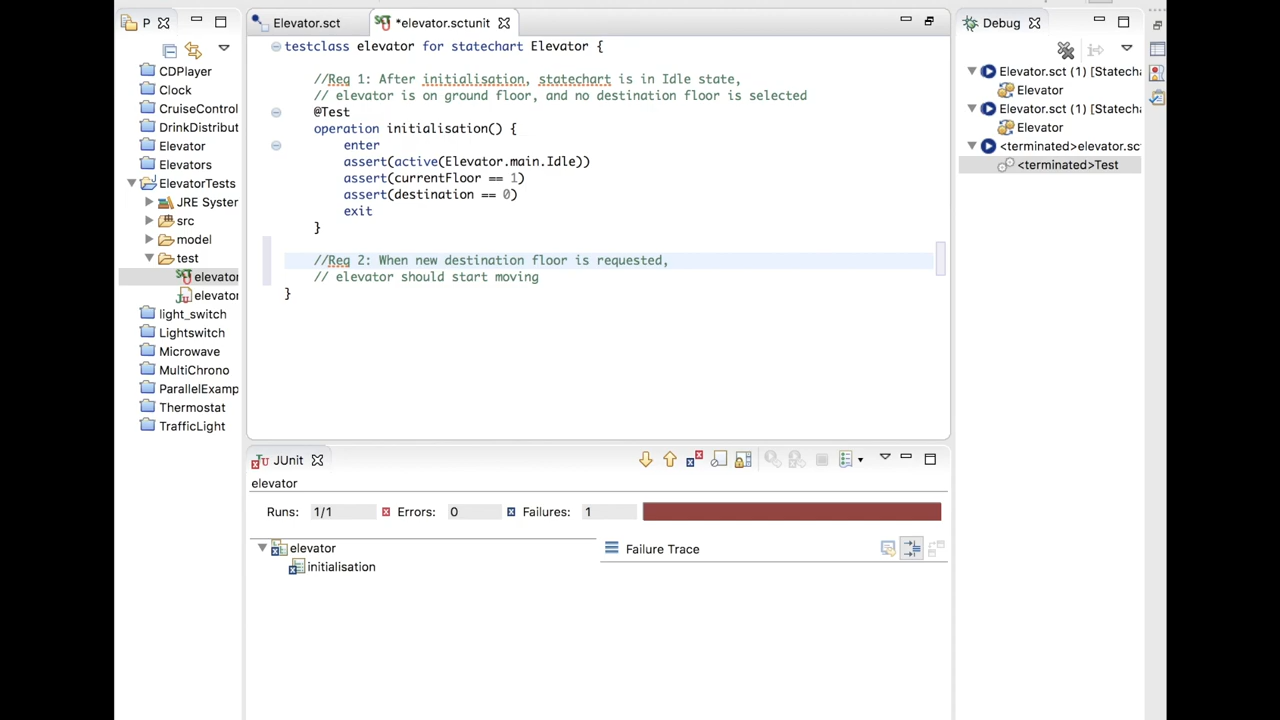 P
Elevator.sct
*elevator.sctunit
Debug
CDPlayer
Clock
CruiseControl
DrinkDistribut
Elevator
Elevators
ElevatorTests
JRE Syster
src
model
test
elevator
elevator
light_switch
Lightswitch
Microwave
MultiChrono
ParallelExamp
Thermostat
TrafficLight
testclass elevator for statechart Elevator {
//Req 1: After initialisation, statechart is in Idle state,
// elevator is on ground floor, and no destination floor is selected
@Test
operation initialisation() {
enter
assert(active(Elevator.main.Idle))
assert(currentFloor == 1)
assert(destination == 0)
exit
}
//Req 2: When new destination floor is requested,
// elevator should start moving
}
Elevator.sct (1) [Statecha
Elevator
Elevator.sct (1) [Statecha
Elevator
<terminated>elevator.sc
<terminated>Test
JUnit
elevator
Runs: 1/1 Errors: 0 Failures: 1
elevator
initialisation
Failure Trace